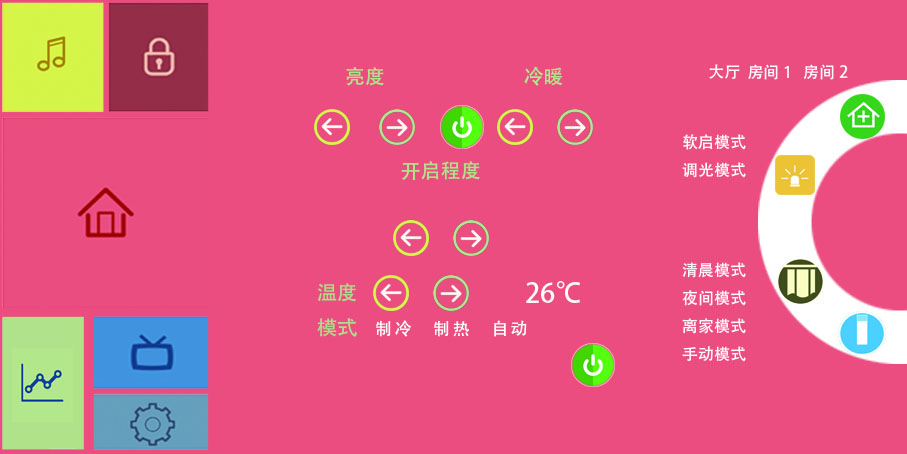 亮度 冷暖
大厅 房间1 房间2
开启程度
软启模式
调光模式
温度 26℃
模式 制冷 制热 自动
清晨模式
夜间模式
离家模式
手动模式